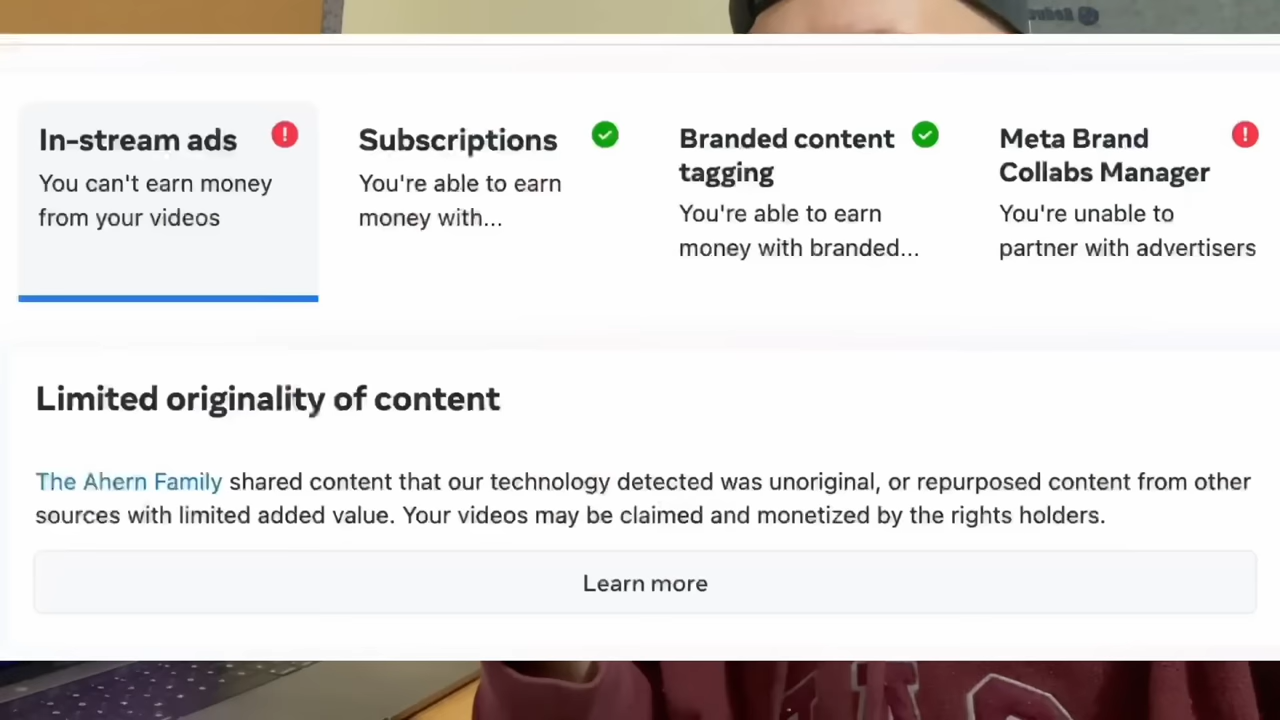 In-stream ads
You can't earn money
from your videos
Subscriptions
You're able to earn
money with...
Branded content
tagging
You're able to earn
money with branded...
Meta Brand
Collabs Manager
You're unable to
partner with advertisers
Limited originality of content
The Ahern Family shared content that our technology detected was unoriginal, or repurposed content from other
sources with limited added value. Your videos may be claimed and monetized by the rights holders.
Learn more